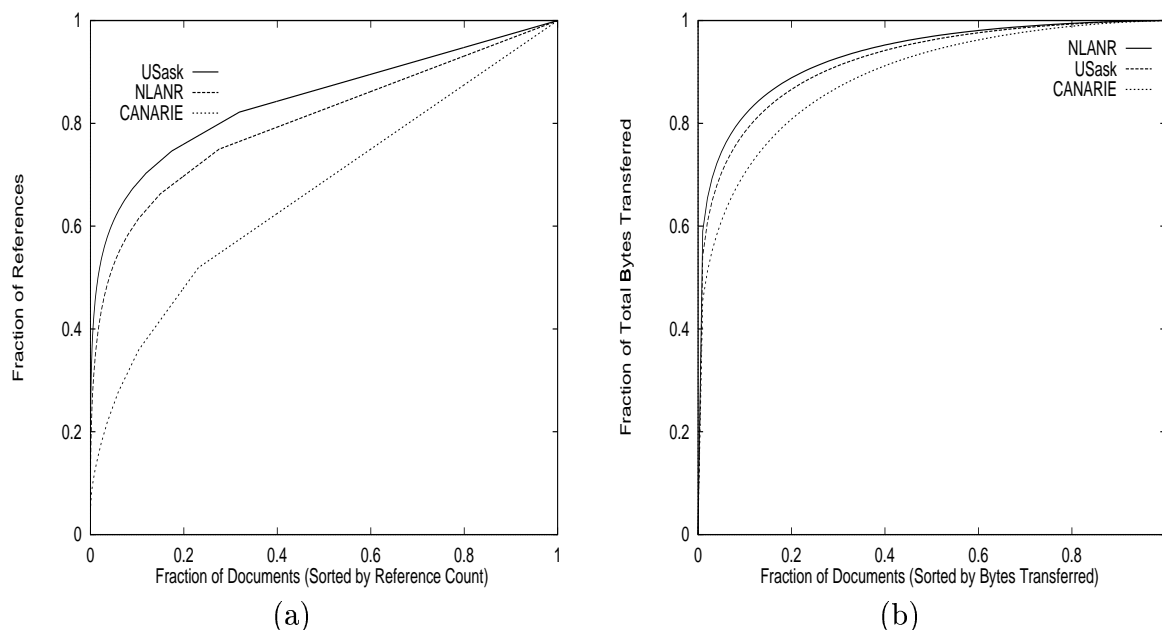 1
0.8
0.6
0.4
0.2
0
0
0.2
0.4
0.6
0.8
1
Fraction of References
Fraction of Documents (Sorted by Reference Count)
USask
NLANR
CANARIE
(a)
1
0.8
0.6
0.4
0.2
0
0
0.2
0.4
0.6
0.8
Fraction of Total Bytes Transferred
Fraction of Documents (Sorted by Bytes Transferred)
NLANR
USask
CANARIE
(b)